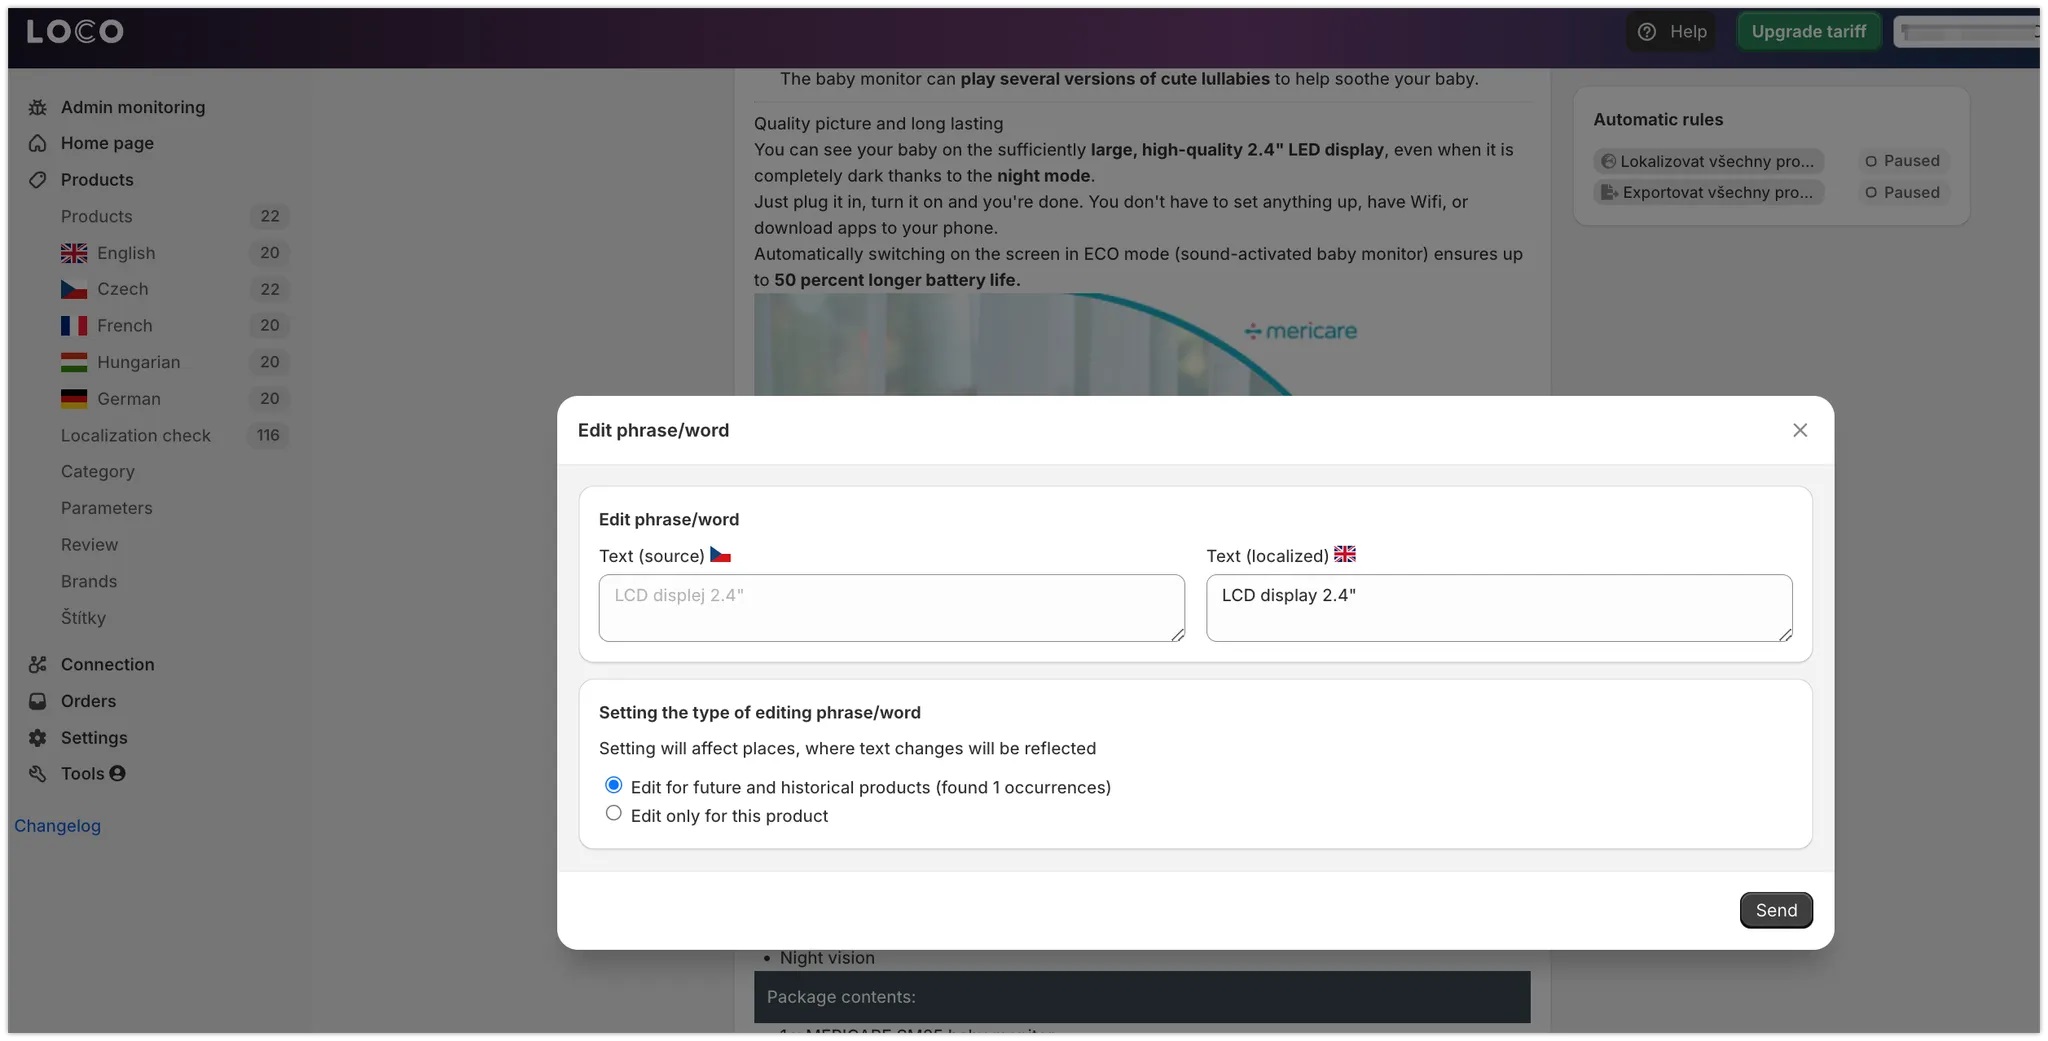 LOCO
Help
Upgrade tariff
Admin monitoring
Home page
Products
Products 22
English 20
Czech 22
French 20
Hungarian 20
German 20
Localization check 116
Category
Parameters
Review
Brands
Štítky
Connection
Orders
Settings
Tools
Changelog
The baby monitor can play several versions of cute lullabies to help soothe your baby.
Quality picture and long lasting
You can see your baby on the sufficiently large, high-quality 2.4" LED display, even when it is
completely dark thanks to the night mode.
Just plug it in, turn it on and you're done. You don't have to set anything up, have Wifi, or
download apps to your phone.
Automatically switching on the screen in ECO mode (sound-activated baby monitor) ensures up
to 50 percent longer battery life.
mericare
Automatic rules
Lokalizovat všechny pro... Paused
Exportovat všechny pro... Paused
Edit phrase/word
Edit phrase/word
Text (source)
LCD displej 2.4"
Text (localized)
LCD display 2.4"
Setting the type of editing phrase/word
Setting will affect places, where text changes will be reflected
Edit for future and historical products (found 1 occurrences)
Edit only for this product
Send
Night vision
Package contents: